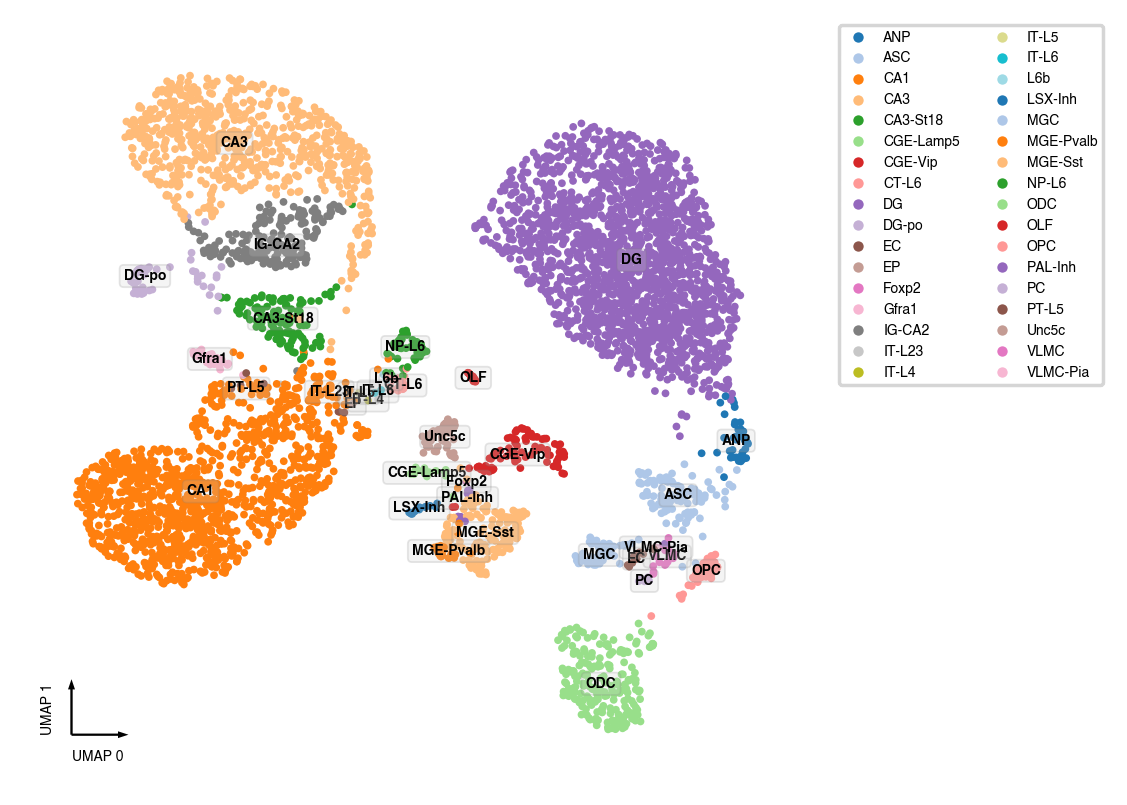 CA3
IG-CA2
DG-po
CA3-St18
DG
NP-L6
Gfra1
PT-L5
OLF
L6b
IT-L6
IT-L23
EP
Unc5c
CGE-Vip
ANP
CGE-Lamp5
Foxp2
CA1
PAL-Inh
ASC
LSX-Inh
MGE-Sst
MGE-Pvalb
MGC
VLMC-Pia
EC
VLMC
OPC
PC
ODC
UMAP 1
UMAP 0
ANP
ASC
CA1
CA3
CA3-St18
CGE-Lamp5
CGE-Vip
CT-L6
DG
DG-po
EC
EP
Foxp2
Gfra1
IG-CA2
IT-L23
IT-L4
IT-L5
IT-L6
L6b
LSX-Inh
MGC
MGE-Pvalb
MGE-Sst
NP-L6
ODC
OLF
OPC
PAL-Inh
PC
PT-L5
Unc5c
VLMC
VLMC-Pia